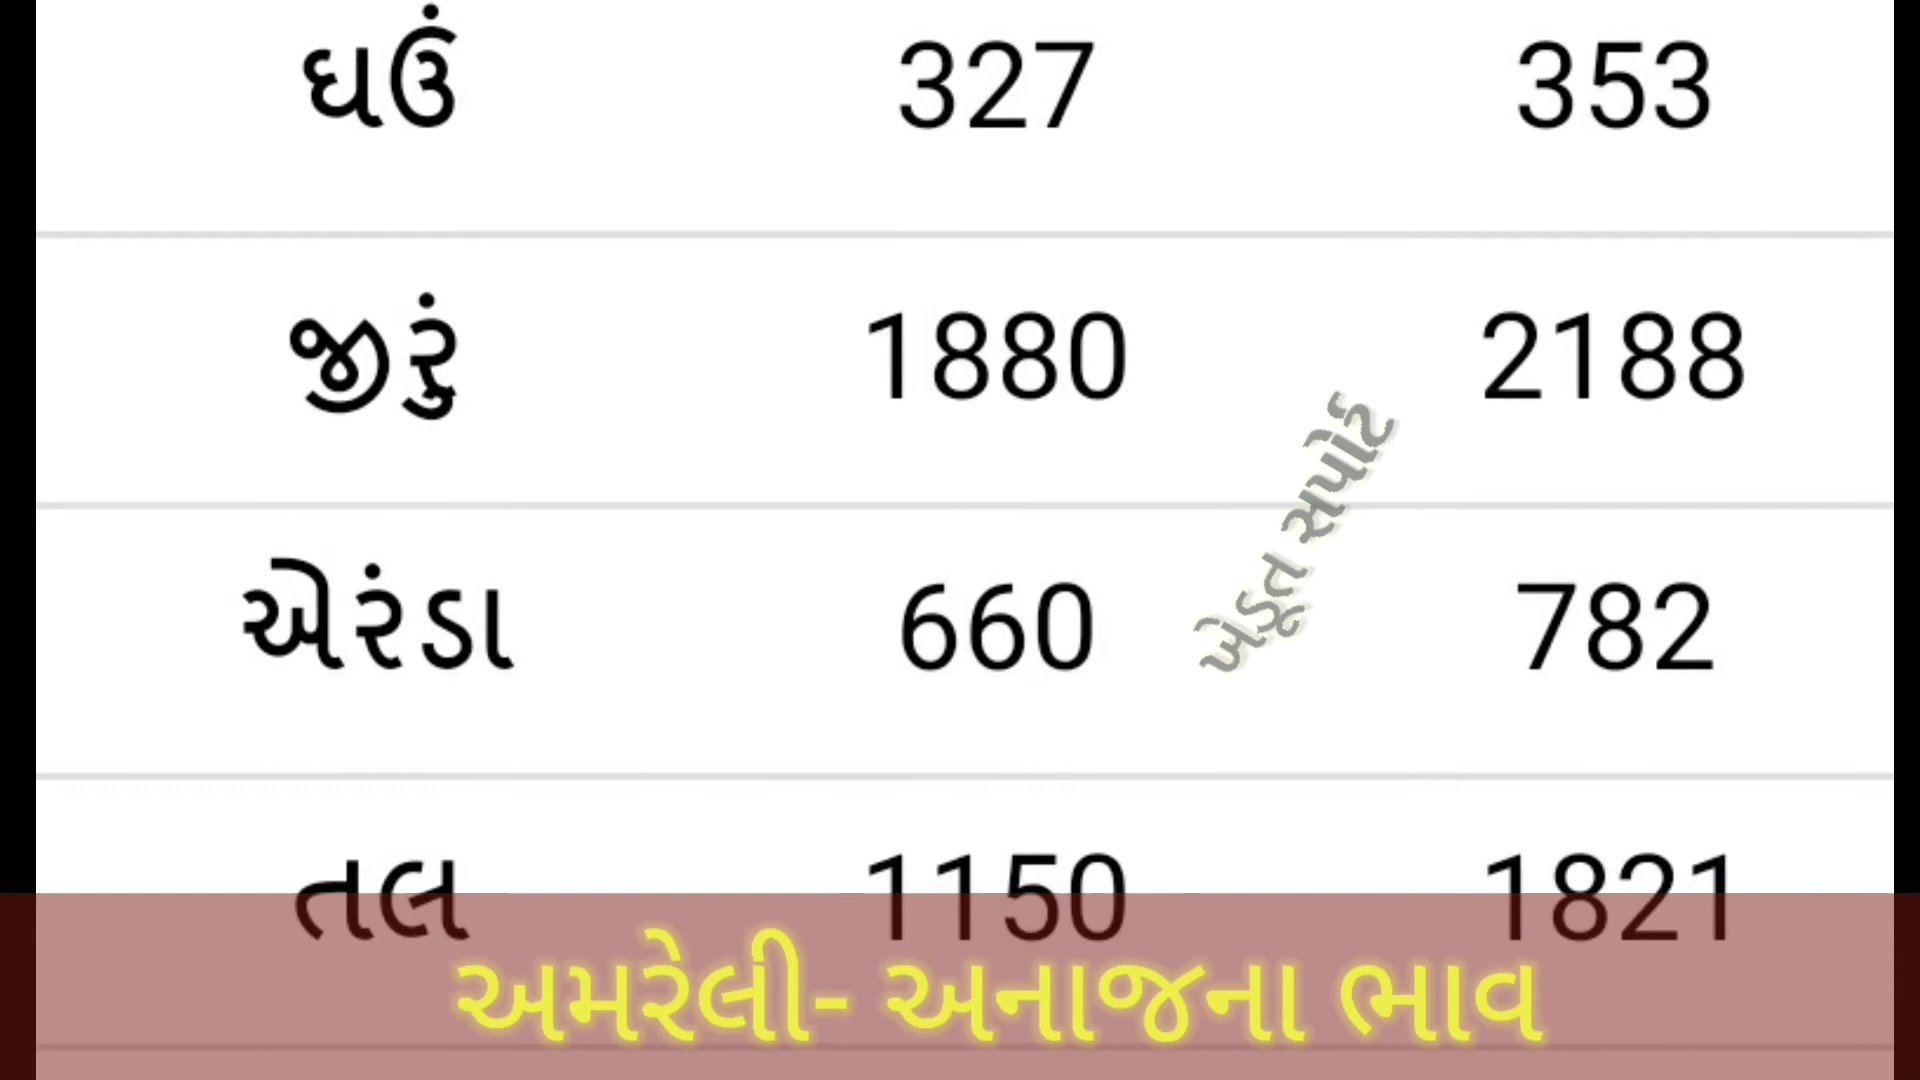 ઘઉં 327 353
જીરું 1880 2188
એરંડા 660 782
ખેડૂત સપોર્ટ
તલ 1150 1821
અમરેલી- અનાજના ભાવ